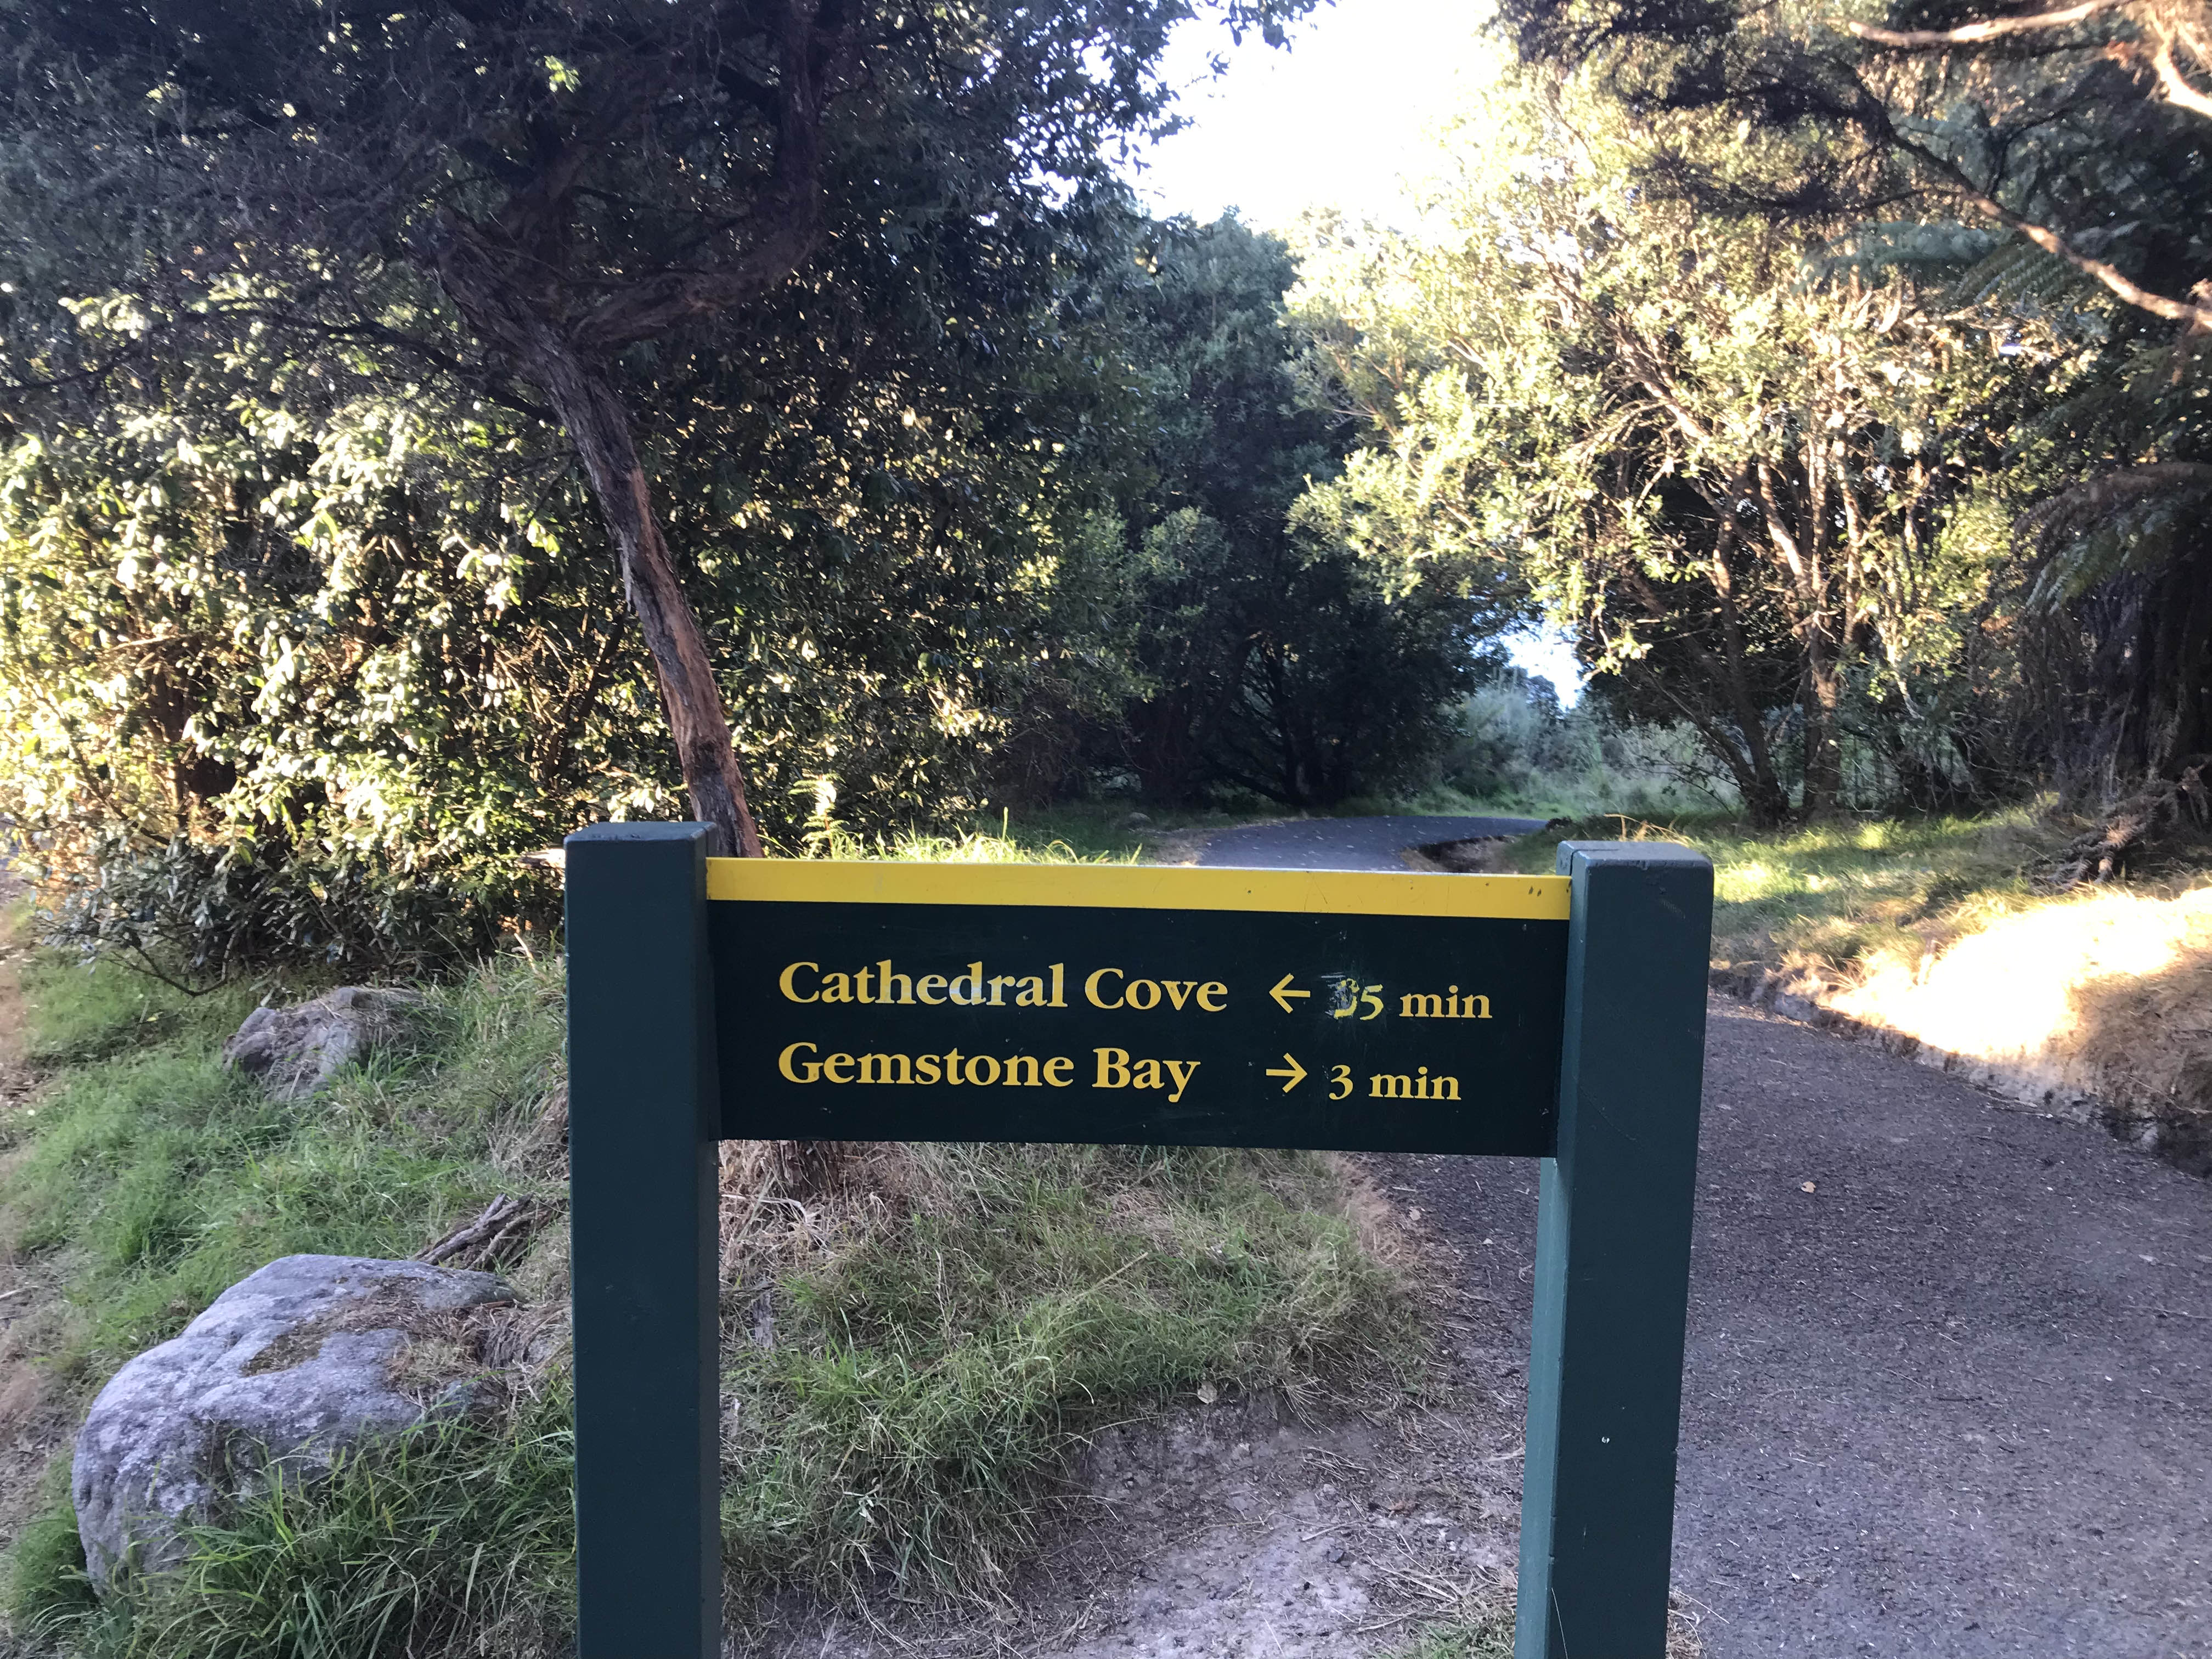 Cathedral Cove ← min
Gemstone Bay → 3 min